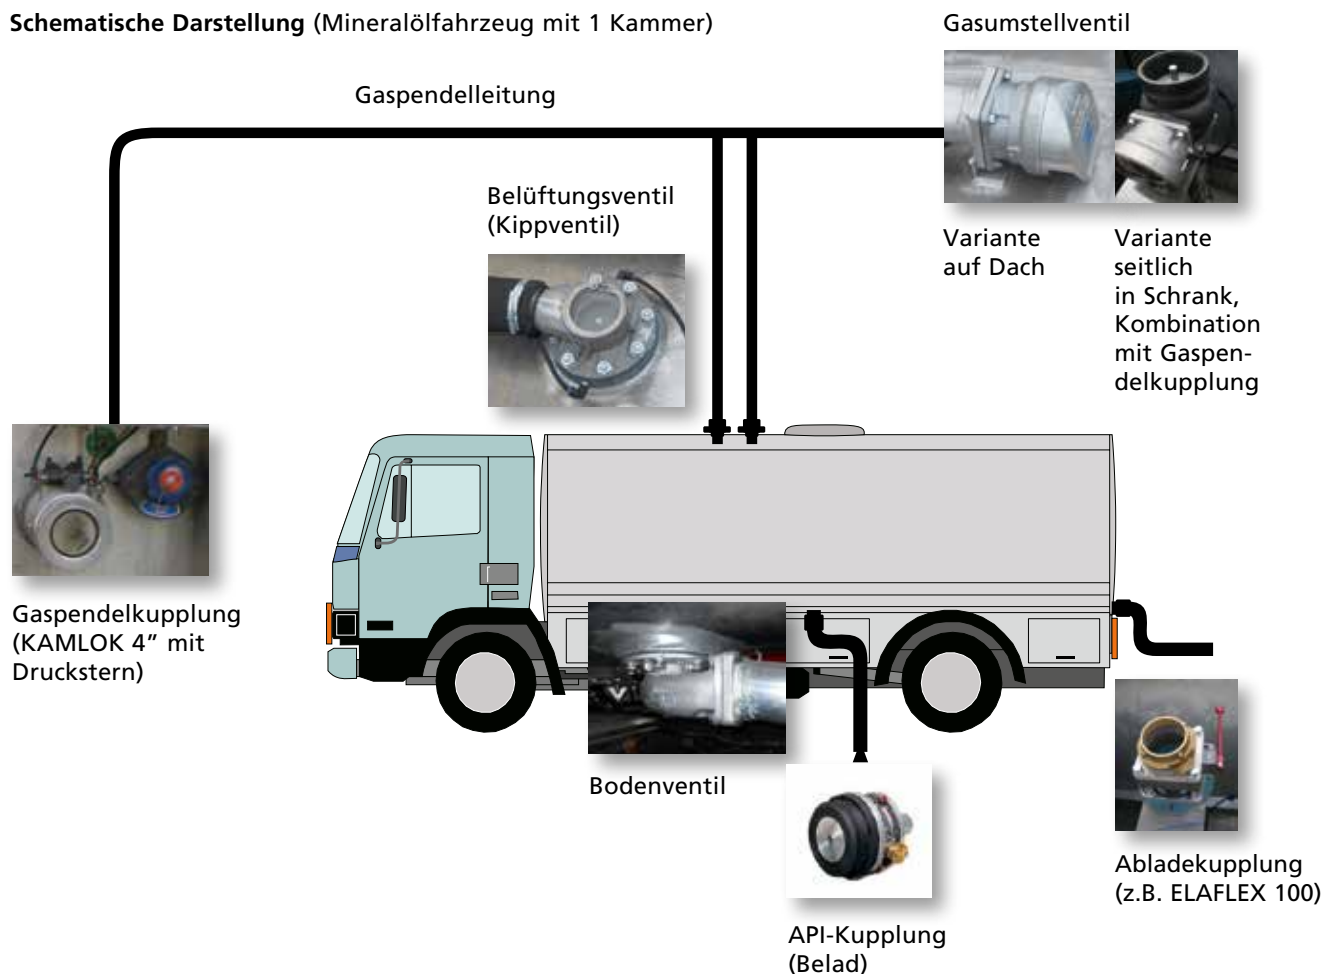 Schematische Darstellung (Mineralölfahrzeug mit 1 Kammer)
Gasumstellventil
Gaspendelleitung
Belüftungsventil
(Kippventil)
Variante
auf Dach
Variante
seitlich
in Schrank,
Kombination
mit Gaspen-
delkupplung
Gaspendelkupplung
(KAMLOK 4” mit
Druckstern)
Bodenventil
API-Kupplung
(Belad)
Abladekupplung
(z.B. ELAFLEX 100)